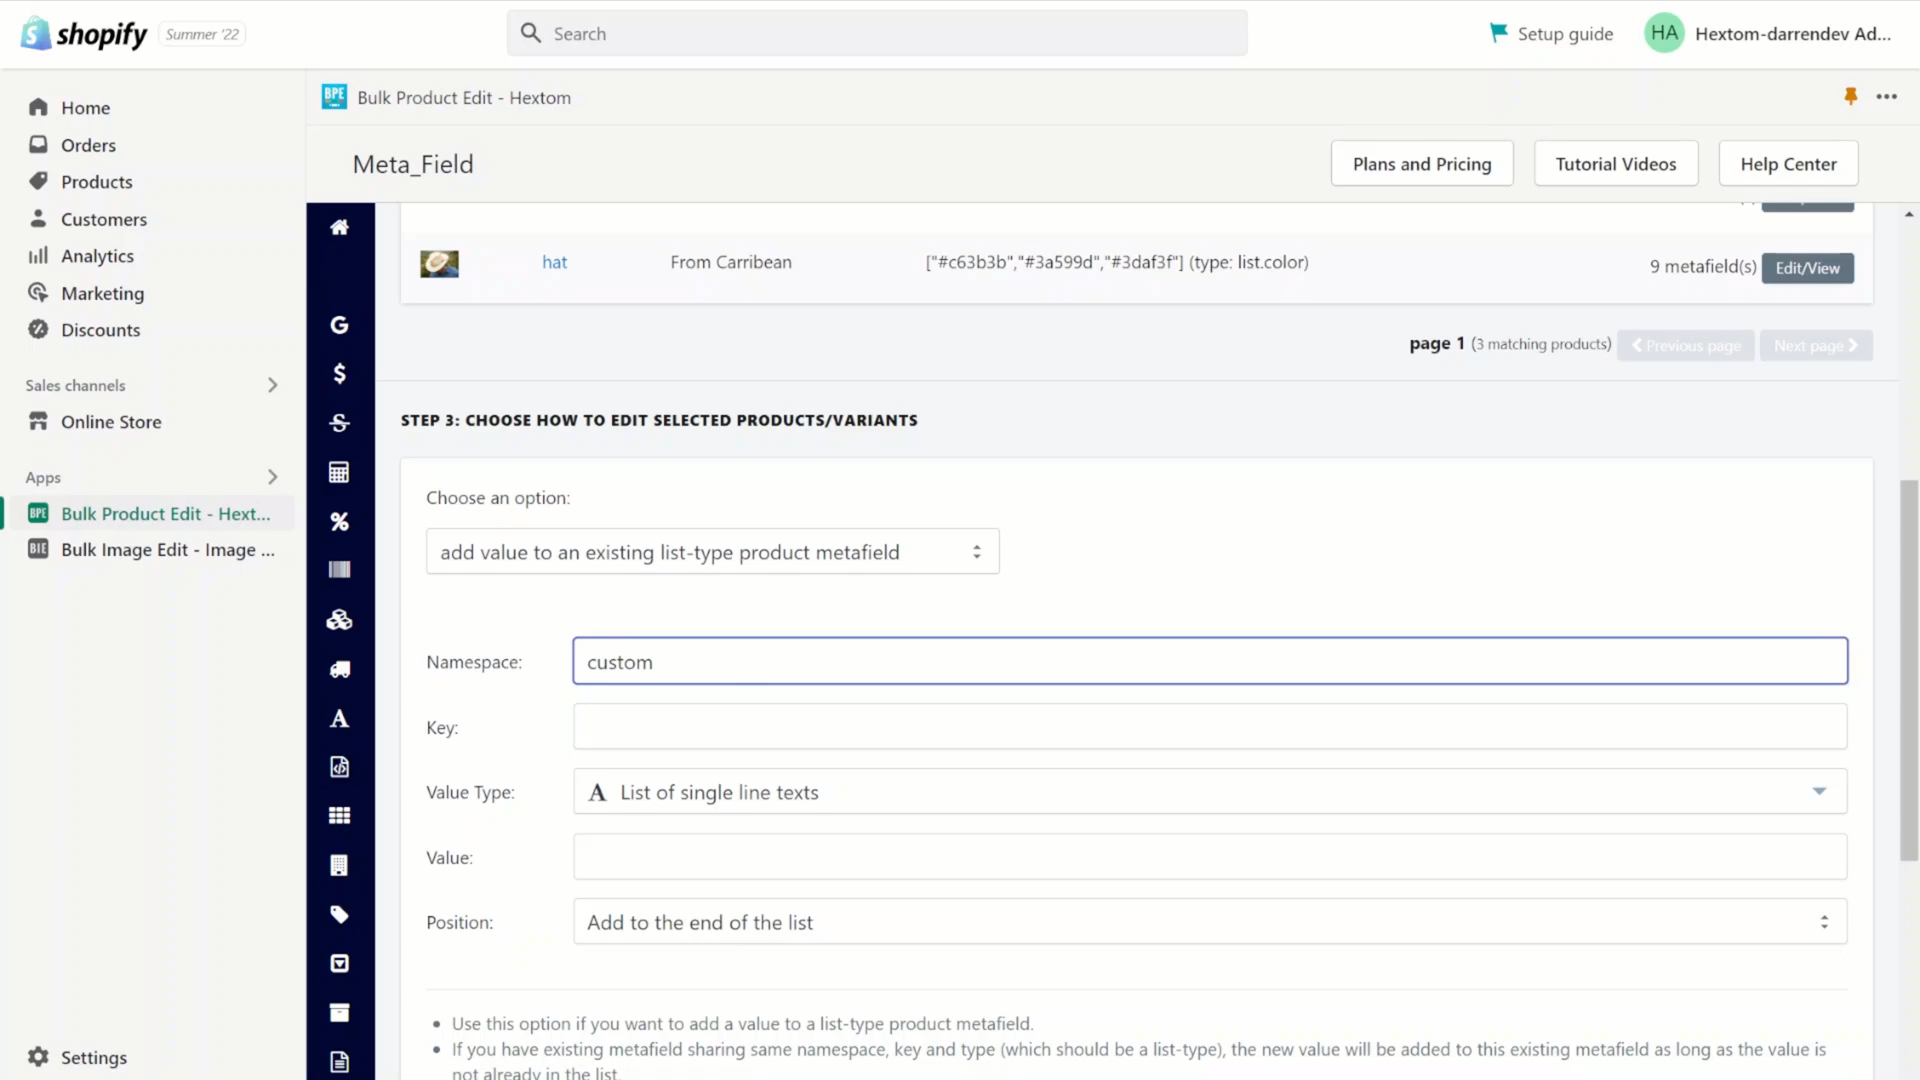 shopify
Summer '22
Search
Setup guide
HA
Hextom-darrendev Ad...
Home
Orders
Products
Customers
Analytics
Marketing
Discounts
Sales channels
Online Store
Apps
BPE
Bulk Product Edit - Hext...
BIE
Bulk Image Edit - Image ...
Settings
BPE
Bulk Product Edit - Hextom
Meta_Field
Plans and Pricing
Tutorial Videos
Help Center
hat
From Carribean
["#c63b3b","#3a599d","#3daf3f"] (type: list.color)
9 metafield(s)
Edit/View
page 1 (3 matching products)
Previous page
Next page
STEP 3: CHOOSE HOW TO EDIT SELECTED PRODUCTS/VARIANTS
Choose an option:
add value to an existing list-type product metafield
Namespace:
custom
Key:
Value Type:
A List of single line texts
Value:
Position:
Add to the end of the list
• Use this option if you want to add a value to a list-type product metafield.
• If you have existing metafield sharing same namespace, key and type (which should be a list-type), the new value will be added to this existing metafield as long as the value is
not already in the list.